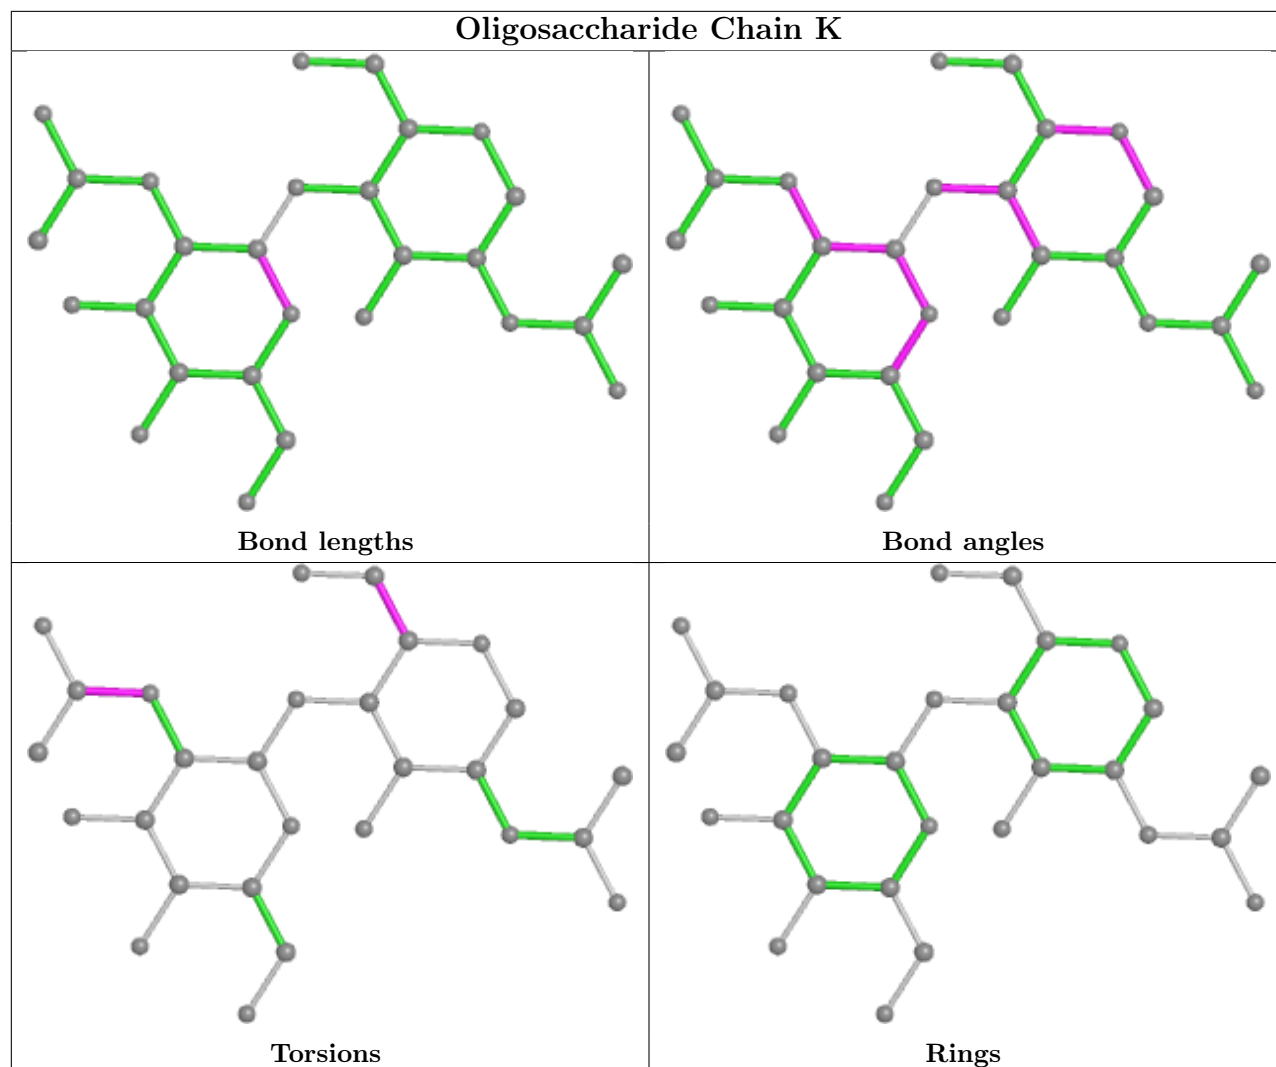 Oligosaccharide Chain K
Bond lengths
Bond angles
Torsions
Rings